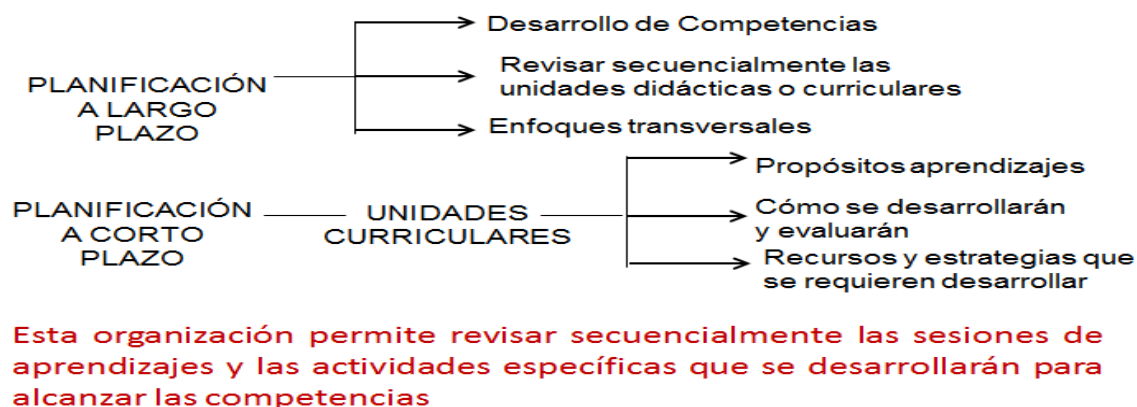 PLANIFICACIÓN
A LARGO
PLAZO
Desarrollo de Competencias
Revisar secuencialmente las
unidades didácticas o curriculares
Enfoques transversales
PLANIFICACIÓN
A CORTO
PLAZO
UNIDADES
CURRICULARES
Propósitos aprendizajes
Cómo se desarrollarán
y evaluarán
Recursos y estrategias que
se requieren desarrollar
Esta organización permite revisar secuencialmente las sesiones de
aprendizajes y las actividades específicas que se desarrollarán para
alcanzar las competencias